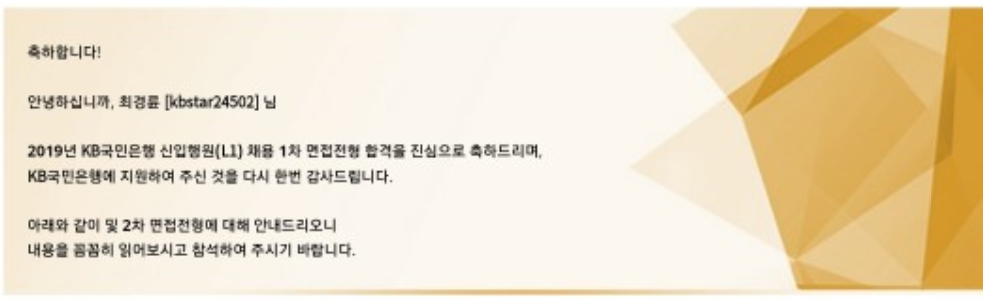 축하합니다!
안녕하십니까, 최경륜 [kbstar24502] 님
2019년 KB국민은행 신입행원(L1) 채용 1차 면접전형 합격을 진심으로 축하드리며,
KB국민은행에 지원하여 주신 것을 다시 한번 감사드립니다.
아래와 같이 및 2차 면접전형에 대해 안내드리오니
내용을 꼼꼼히 읽어보시고 참석하여 주시기 바랍니다.